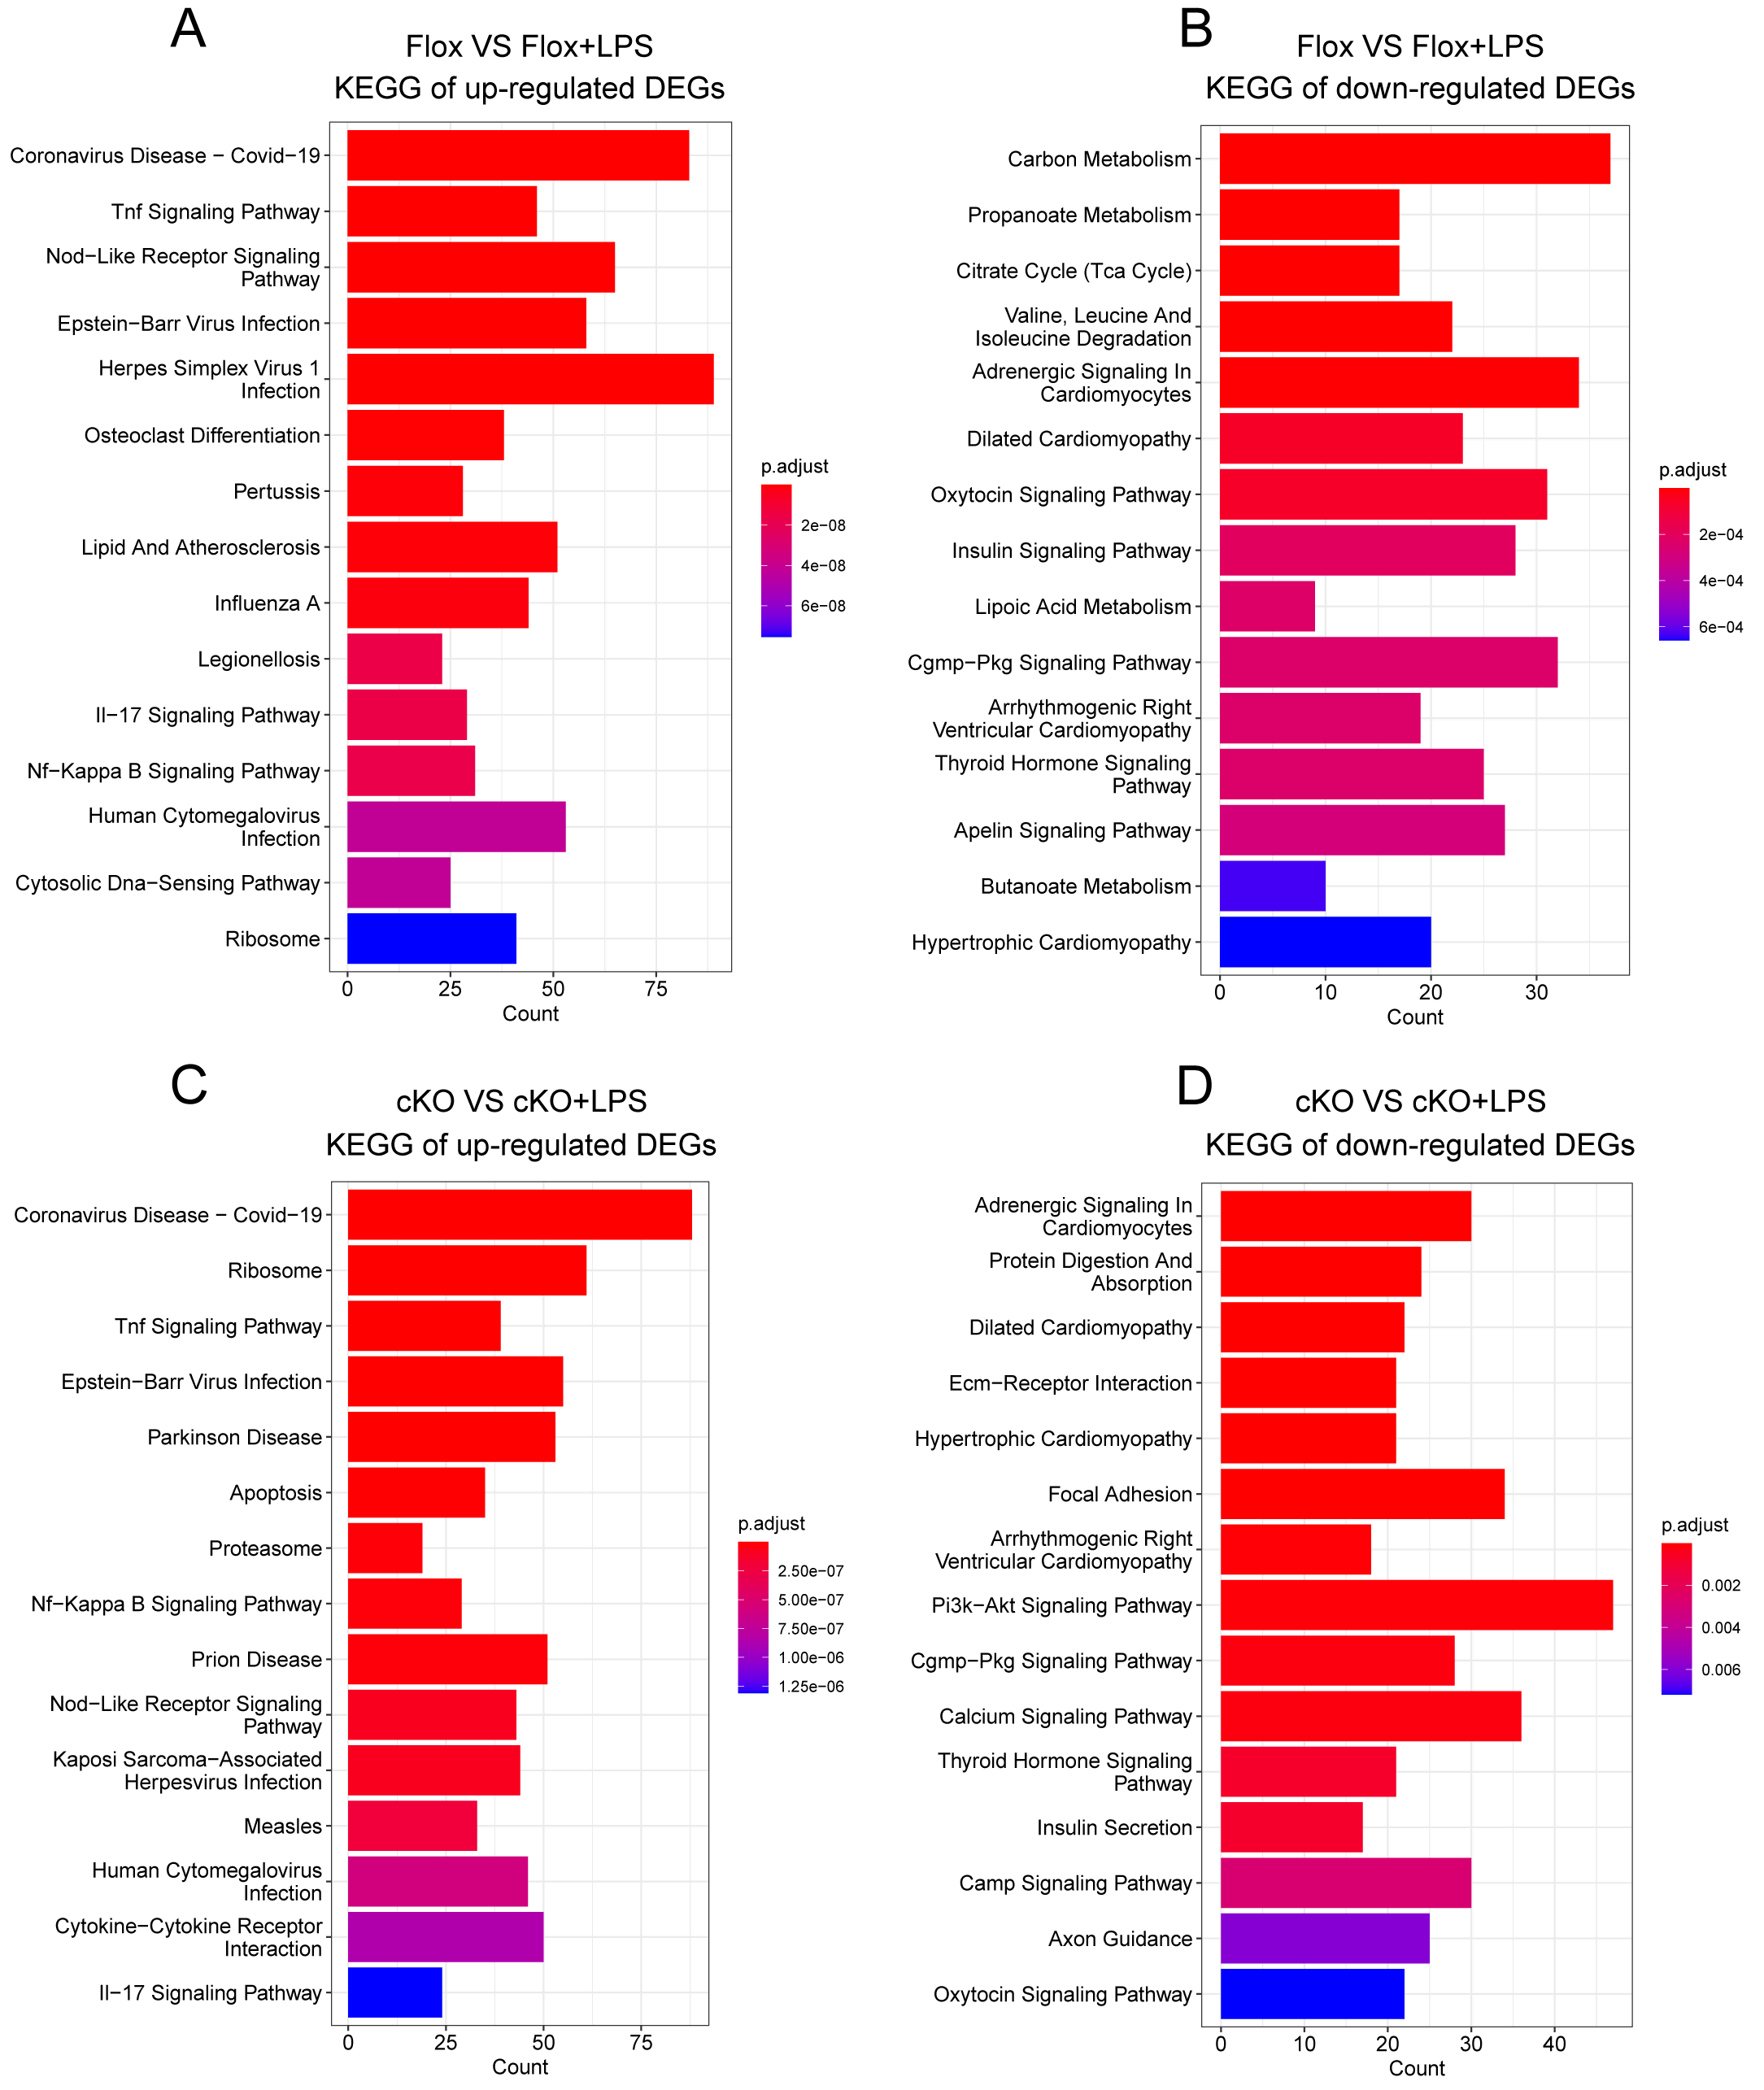 A
Flox VS Flox+LPS
KEGG of up-regulated DEGs
Coronavirus Disease − Covid−19
Tnf Signaling Pathway
Nod−Like Receptor Signaling
Pathway
Epstein−Barr Virus Infection
Herpes Simplex Virus 1
Infection
Osteoclast Differentiation
Pertussis
Lipid And Atherosclerosis
Influenza A
Legionellosis
Il−17 Signaling Pathway
Nf−Kappa B Signaling Pathway
Human Cytomegalovirus
Infection
Cytosolic Dna−Sensing Pathway
Ribosome
0 25 50 75
Count
p.adjust
2e−08
4e−08
6e−08
B
Flox VS Flox+LPS
KEGG of down-regulated DEGs
Carbon Metabolism
Propanoate Metabolism
Citrate Cycle (Tca Cycle)
Valine, Leucine And
Isoleucine Degradation
Adrenergic Signaling In
Cardiomyocytes
Dilated Cardiomyopathy
Oxytocin Signaling Pathway
Insulin Signaling Pathway
Lipoic Acid Metabolism
Cgmp−Pkg Signaling Pathway
Arrhythmogenic Right
Ventricular Cardiomyopathy
Thyroid Hormone Signaling
Pathway
Apelin Signaling Pathway
Butanoate Metabolism
Hypertrophic Cardiomyopathy
0 10 20 30
Count
p.adjust
2e−04
4e−04
6e−04
C
cKO VS cKO+LPS
KEGG of up-regulated DEGs
Coronavirus Disease − Covid−19
Ribosome
Tnf Signaling Pathway
Epstein−Barr Virus Infection
Parkinson Disease
Apoptosis
Proteasome
Nf−Kappa B Signaling Pathway
Prion Disease
Nod−Like Receptor Signaling
Pathway
Kaposi Sarcoma−Associated
Herpesvirus Infection
Measles
Human Cytomegalovirus
Infection
Cytokine−Cytokine Receptor
Interaction
Il−17 Signaling Pathway
0 25 50 75
Count
p.adjust
2.50e−07
5.00e−07
7.50e−07
1.00e−06
1.25e−06
D
cKO VS cKO+LPS
KEGG of down-regulated DEGs
Adrenergic Signaling In
Cardiomyocytes
Protein Digestion And
Absorption
Dilated Cardiomyopathy
Ecm−Receptor Interaction
Hypertrophic Cardiomyopathy
Focal Adhesion
Arrhythmogenic Right
Ventricular Cardiomyopathy
Pi3k−Akt Signaling Pathway
Cgmp−Pkg Signaling Pathway
Calcium Signaling Pathway
Thyroid Hormone Signaling
Pathway
Insulin Secretion
Camp Signaling Pathway
Axon Guidance
Oxytocin Signaling Pathway
0 10 20 30 40
Count
p.adjust
0.002
0.004
0.006